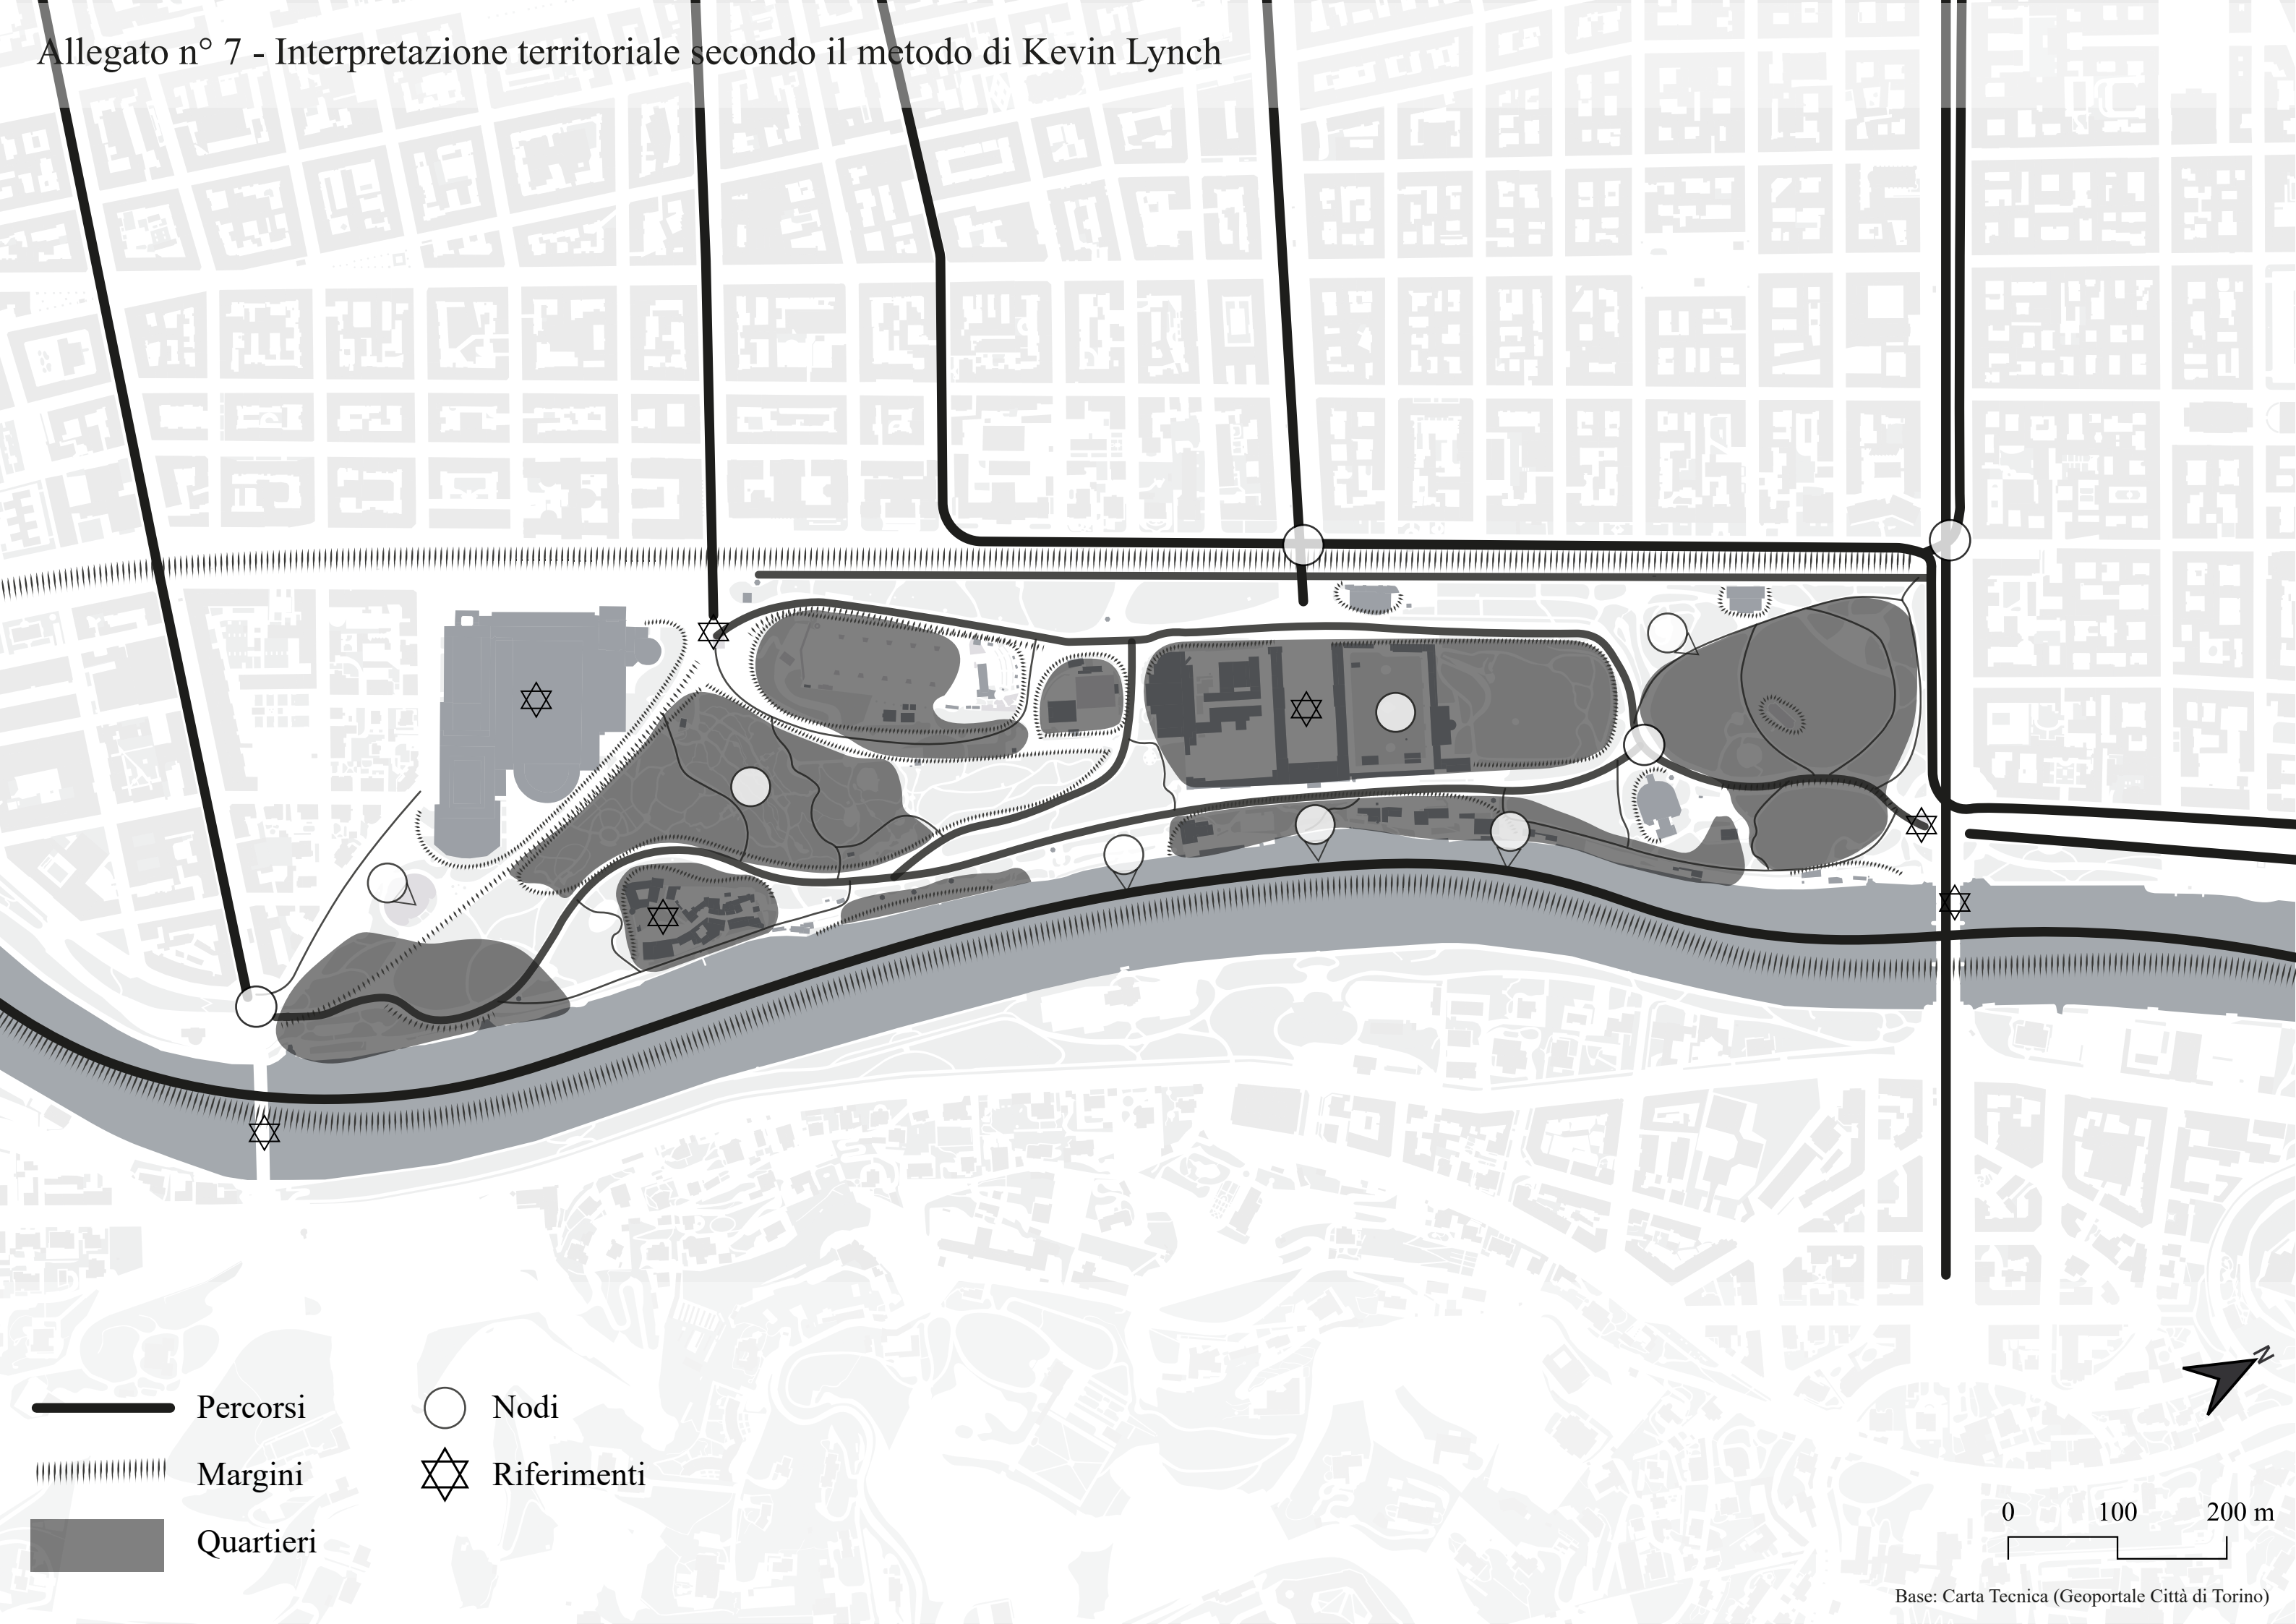 Allegato n° 7 - Interpretazione territoriale secondo il metodo di Kevin Lynch
Percorsi
Nodi
Margini
Riferimenti
Quartieri
N
0 100 200 m
Base: Carta Tecnica (Geoportale Città di Torino)